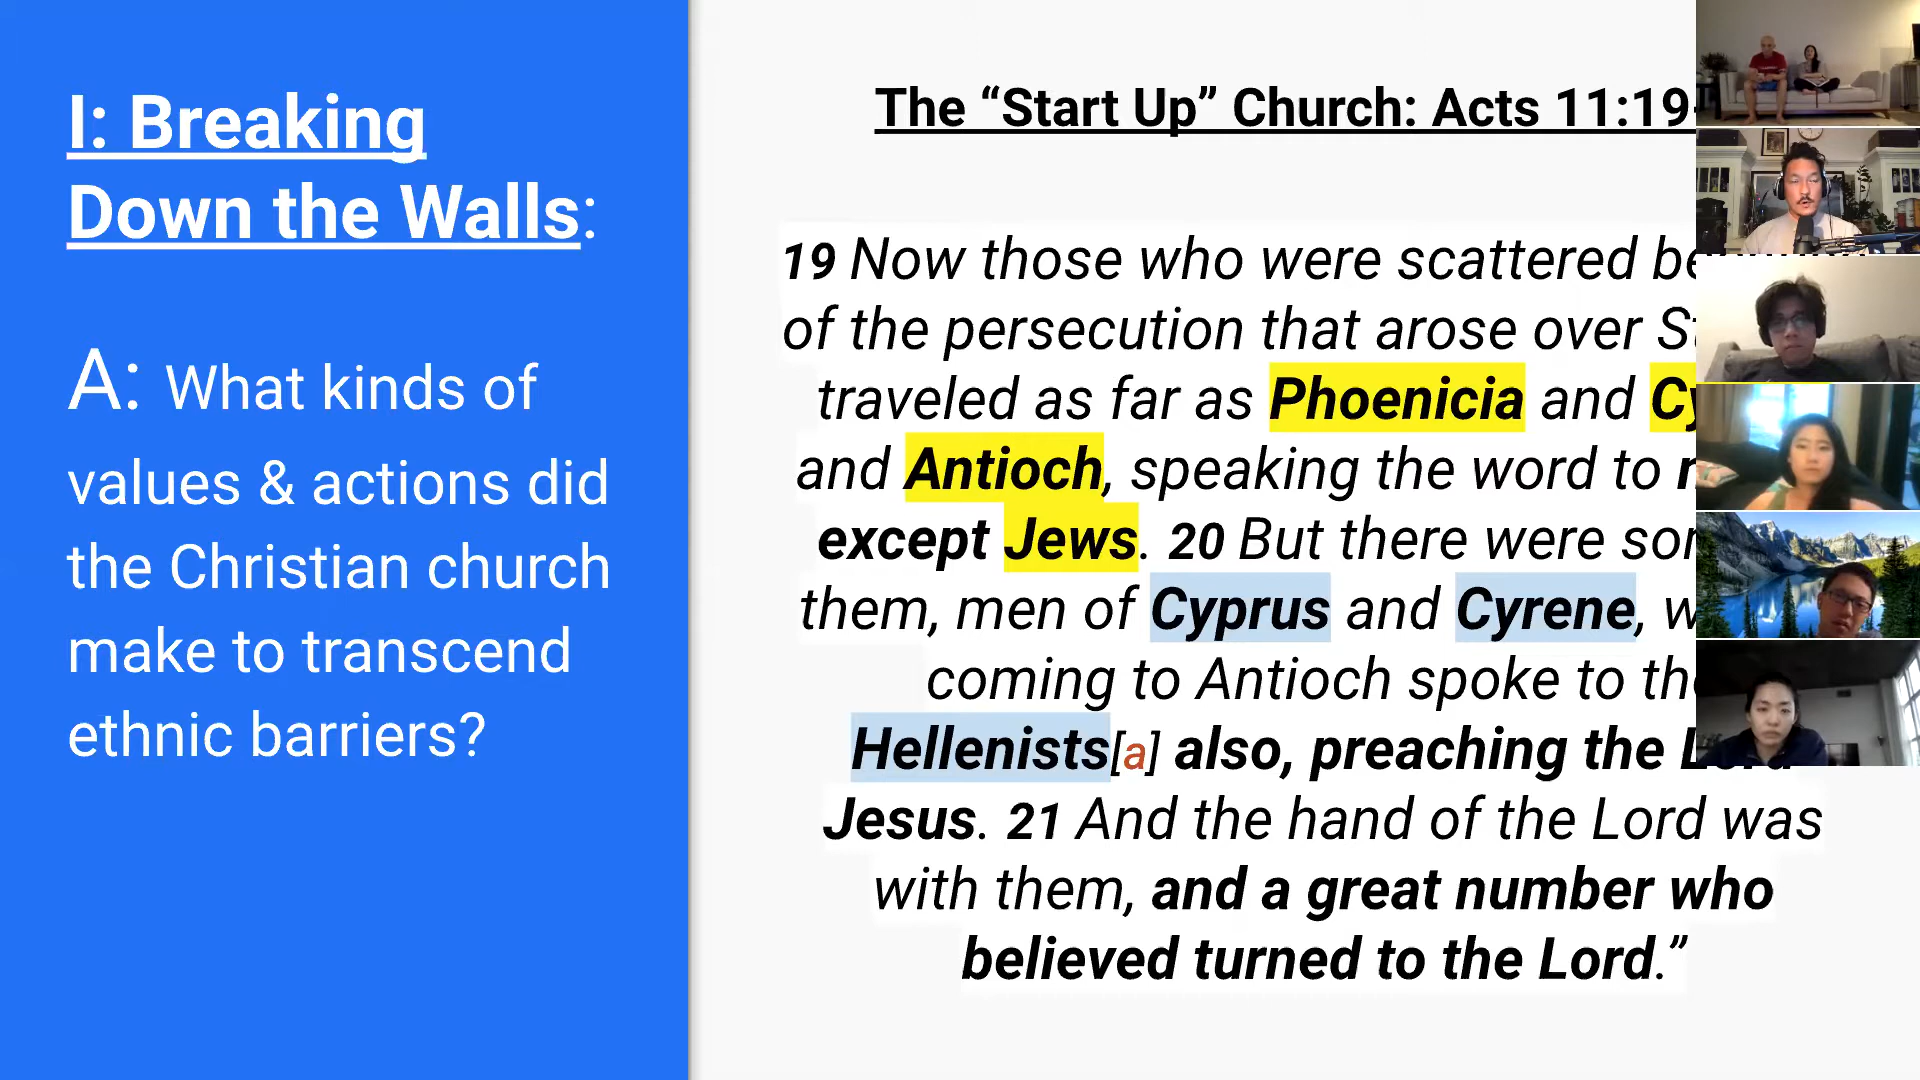 I: Breaking
Down the Walls:
A: What kinds of
values & actions did
the Christian church
make to transcend
ethnic barriers?
The “Start Up” Church: Acts 11:19
19 Now those who were scattered
of the persecution that arose over
traveled as far as Phoenicia and
and Antioch, speaking the word to
except Jews. 20 But there were
them, men of Cyprus and Cyrene,
coming to Antioch spoke to
Hellenists[a] also, preaching the Lord
Jesus. 21 And the hand of the Lord was
with them, and a great number who
believed turned to the Lord.”